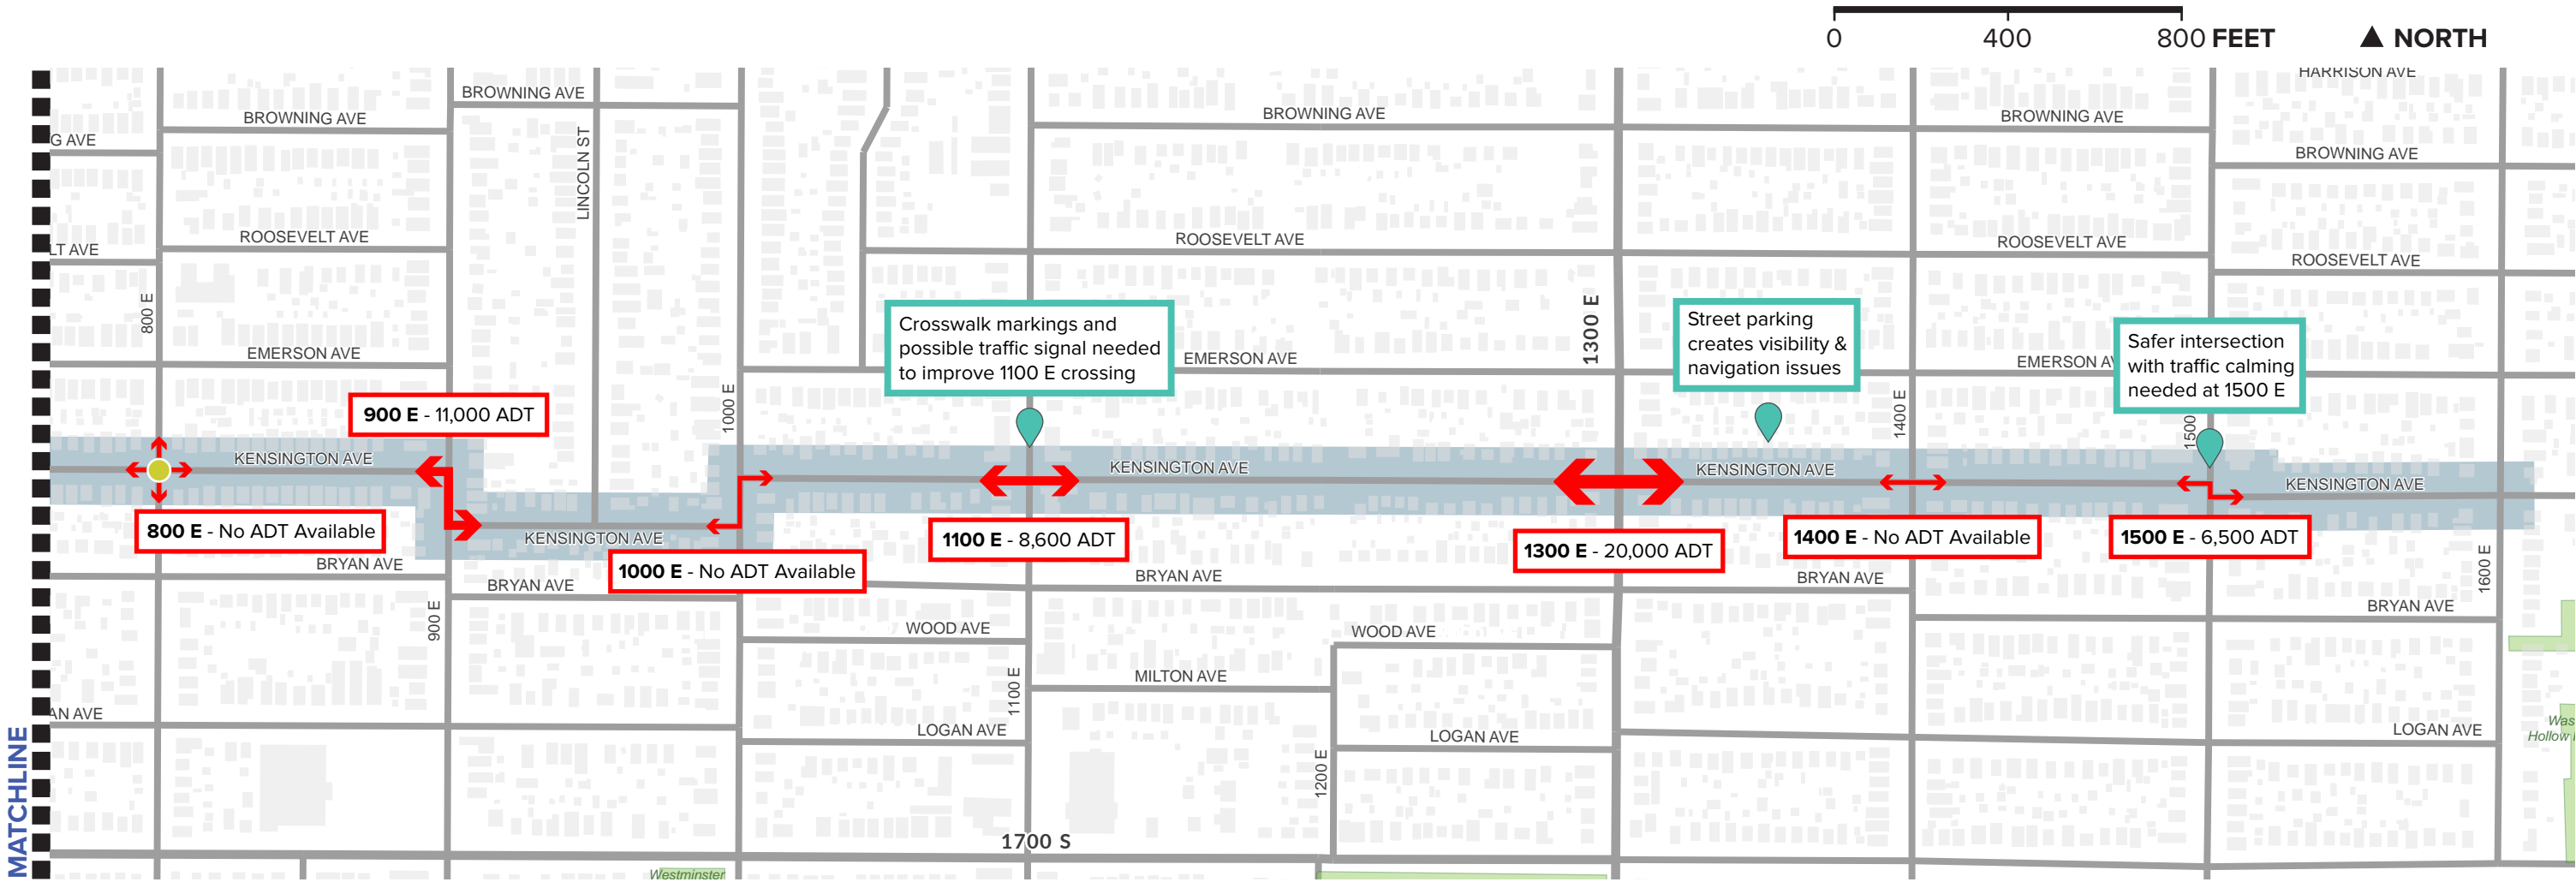 0 400 800 FEET ▲ NORTH
HARRISON AVE
BROWNING AVE
BROWNING AVE
BROWNING AVE
BROWNING AVE
G AVE
BROWNING AVE
LINCOLN ST
ROOSEVELT AVE
ROOSEVELT AVE
ROOSEVELT AVE
LT AVE
ROOSEVELT AVE
800 E
1300 E
Crosswalk markings and
possible traffic signal needed
to improve 1100 E crossing
Street parking
creates visibility &
navigation issues
Safer intersection
with traffic calming
needed at 1500 E
EMERSON AVE
EMERSON AVE
EMERSON AV
1000 E
1400 E
1500
900 E - 11,000 ADT
KENSINGTON AVE
KENSINGTON AVE
KENSINGTON AVE
KENSINGTON AVE
KENSINGTON AVE
800 E - No ADT Available
1100 E - 8,600 ADT
1300 E - 20,000 ADT
1400 E - No ADT Available
1500 E - 6,500 ADT
1000 E - No ADT Available
BRYAN AVE
BRYAN AVE
BRYAN AVE
BRYAN AVE
BRYAN AVE
900 E
1600 E
WOOD AVE
WOOD AVE
MILTON AVE
1100 E
AN AVE
LOGAN AVE
LOGAN AVE
LOGAN AVE
Was
Hollow
1200 E
MATCHLINE
1700 S
Westminster